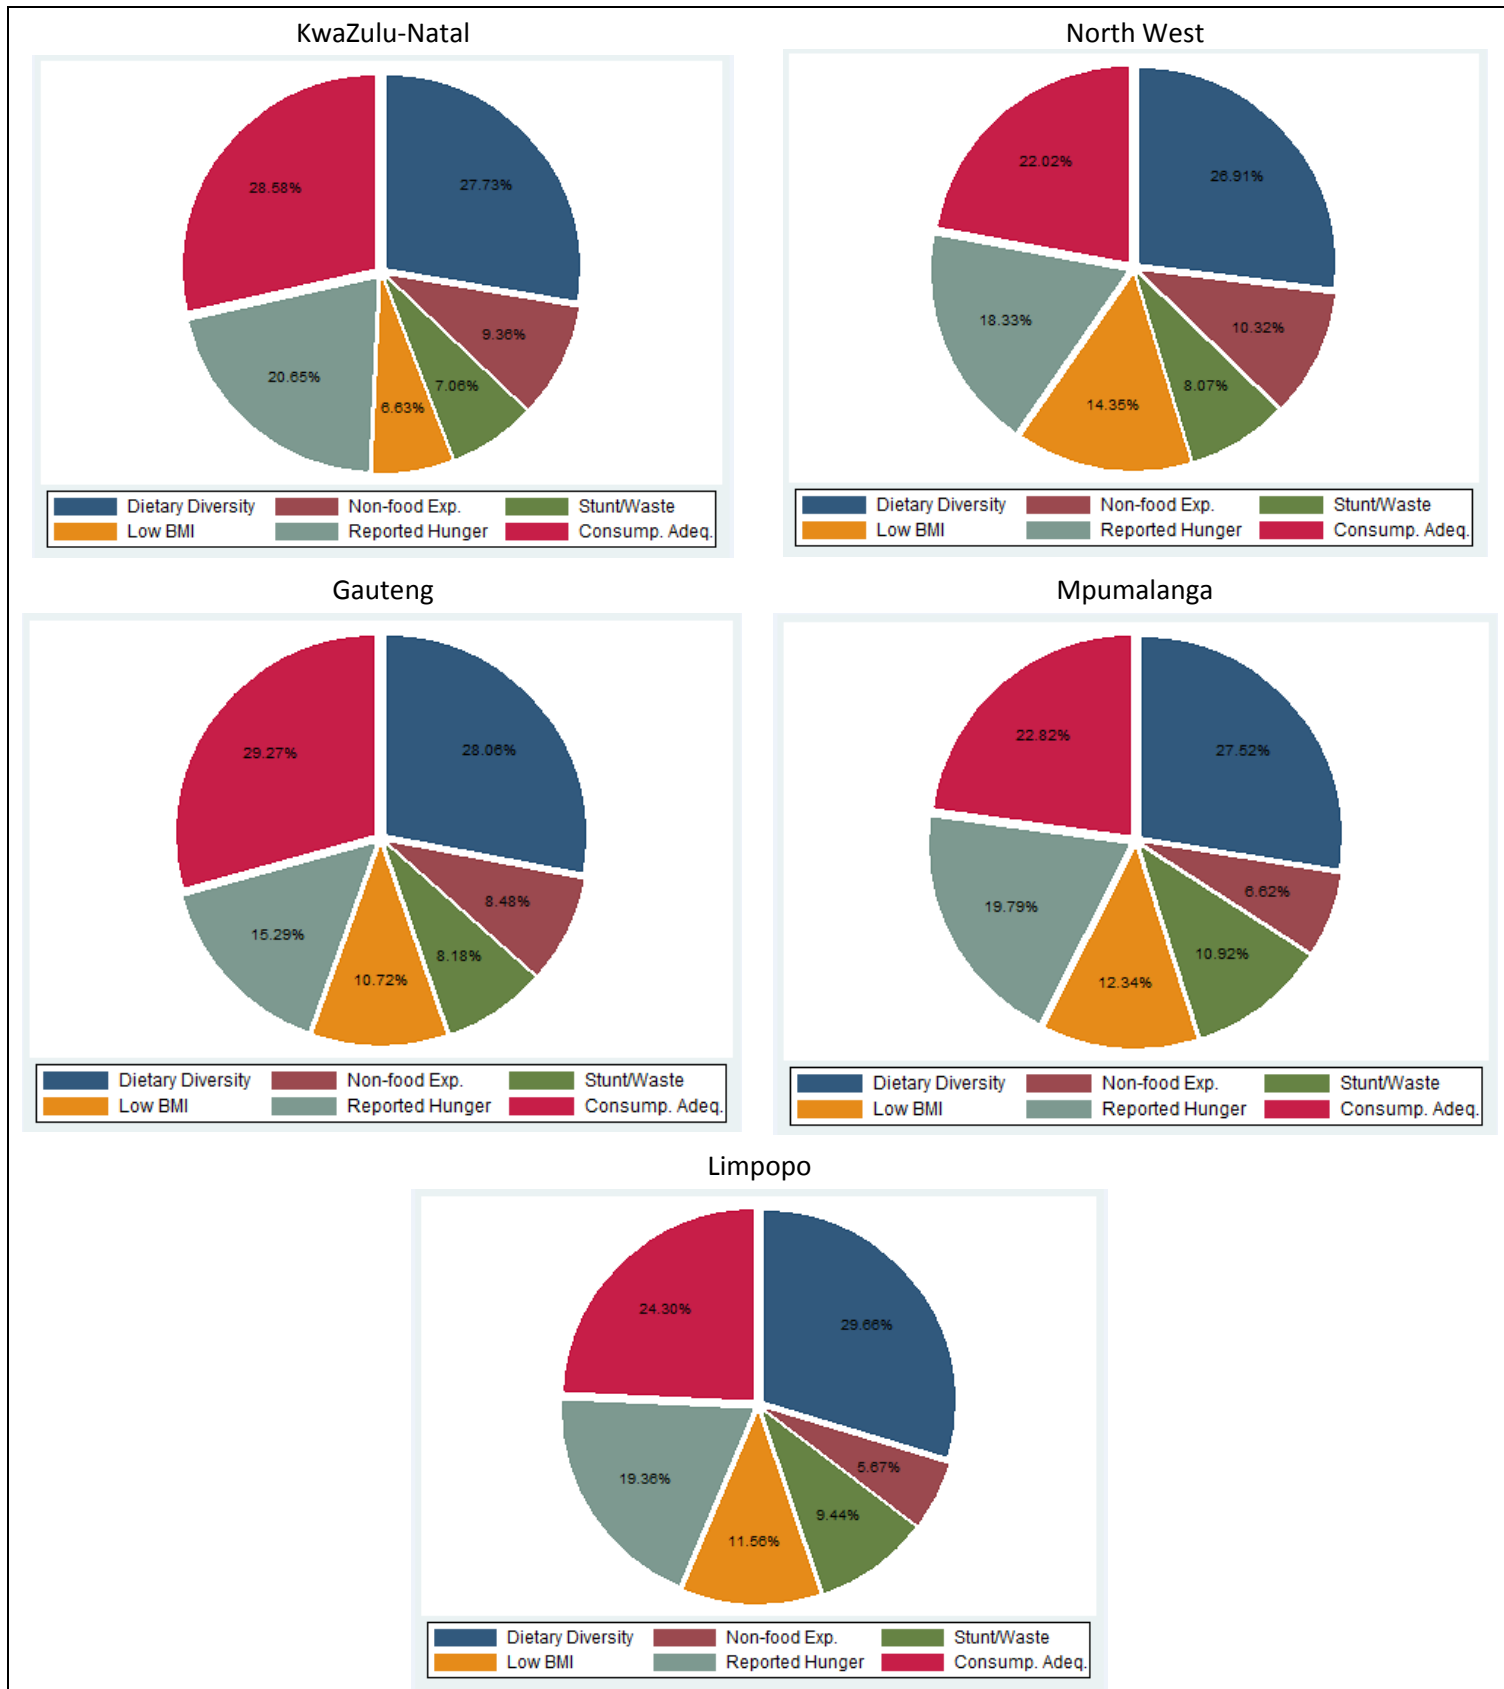 KwaZulu-Natal
28.58%
27.73%
9.36%
20.65%
7.06%
6.63%
Dietary Diversity Non-food Exp. Stunt/Waste
Low BMI Reported Hunger Consump. Adeq.
North West
22.02%
26.91%
18.33%
10.32%
8.07%
14.35%
Dietary Diversity Non-food Exp. Stunt/Waste
Low BMI Reported Hunger Consump. Adeq.
Gauteng
29.27%
28.06%
8.48%
15.29%
8.18%
10.72%
Dietary Diversity Non-food Exp. Stunt/Waste
Low BMI Reported Hunger Consump. Adeq.
Mpumalanga
22.82%
27.52%
6.62%
19.79%
10.92%
12.34%
Dietary Diversity Non-food Exp. Stunt/Waste
Low BMI Reported Hunger Consump. Adeq.
Limpopo
24.30%
29.66%
5.67%
19.36%
9.44%
11.56%
Dietary Diversity Non-food Exp. Stunt/Waste
Low BMI Reported Hunger Consump. Adeq.